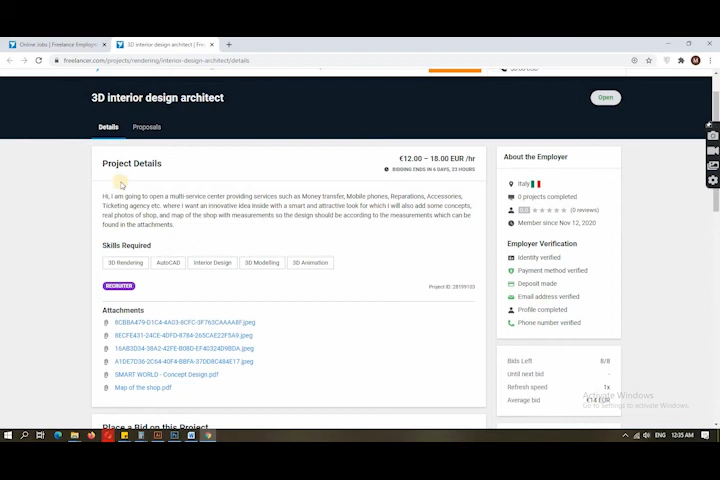 Online Jobs | Freelance Employm
3D interior design architect | Fre
freelancer.com/projects/rendering/interior-design-architect/details
M
3D interior design architect
Open
Details
Proposals
Project Details
€12.00 – 18.00 EUR /hr
BIDDING ENDS IN 6 DAYS, 23 HOURS
Hi, I am going to open a multi-service center providing services such as Money transfer, Mobile phones, Reparations, Accessories,
Ticketing agency etc. where I want an innovative idea inside with a smart and attractive look for which I will also add some concepts,
real photos of shop, and map of the shop with measurements so the design should be according to the measurements which can be
found in the attachments.
Skills Required
3D Rendering
AutoCAD
Interior Design
3D Modelling
3D Animation
RECRUITER
Project ID: 28199103
Attachments
8CBBA479-D1C4-4A03-8CFC-3F763CAAAA8F.jpeg
8ECFE431-24CE-4DFD-8784-265CAE22F5A9.jpeg
16AB3D34-38A2-42FE-B08D-EF40324D9BDA.jpeg
A1DE7D36-2C64-40F4-BBFA-37DD8C484E17.jpeg
SMART WORLD - Concept Design.pdf
Map of the shop.pdf
Place a Bid on this Project
About the Employer
Italy
0 projects completed
0.0
(0 reviews)
Member since Nov 12, 2020
Employer Verification
Identity verified
Payment method verified
Deposit made
Email address verified
Profile completed
Phone number verified
Bids Left
8/8
Until next bid
-
Refresh speed
1x
Average bid
€14 EUR
Activate Windows
Go to Settings to activate Windows.
ENG
12:35 AM